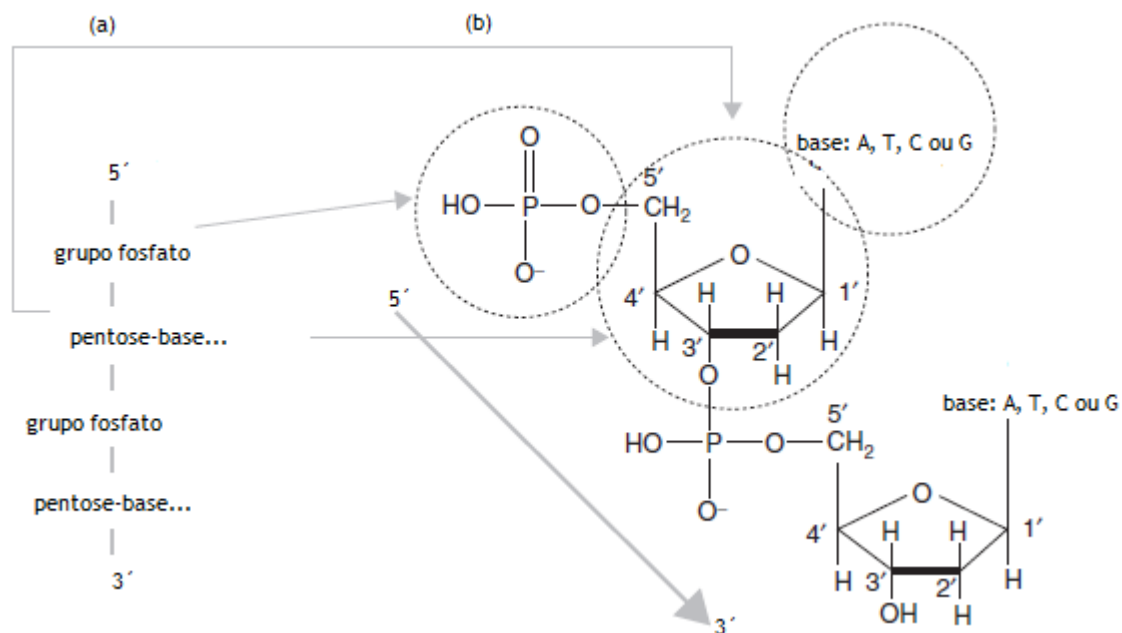 (a)
(b)
5´
grupo fosfato
pentose-base...
grupo fosfato
pentose-base...
3´
base: A, T, C ou G
O
HO P O CH2
5'
O–
O
4' H H 1'
H 3' 2' H
H
5´
O
base: A, T, C ou G
5'
HO P O CH2
O–
O
4' H H 1'
H 3' 2' H
OH H
3´